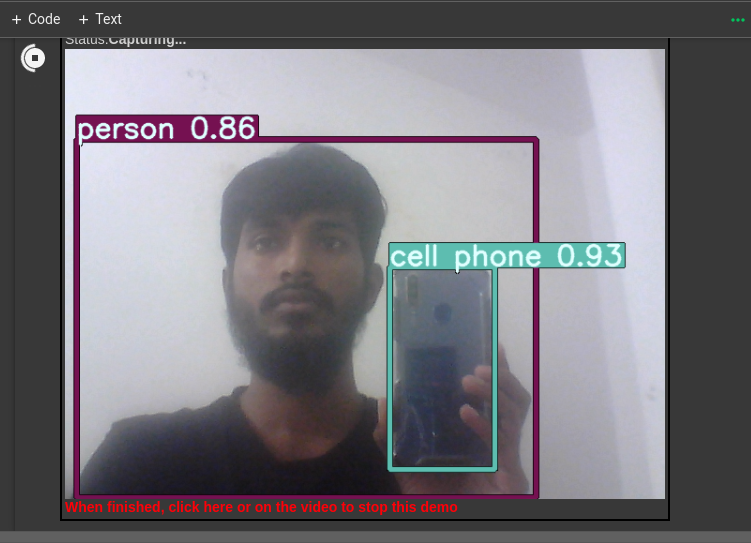 + Code + Text
Status:Capturing...
person 0.86
cell phone 0.93
When finished, click here or on the video to stop this demo